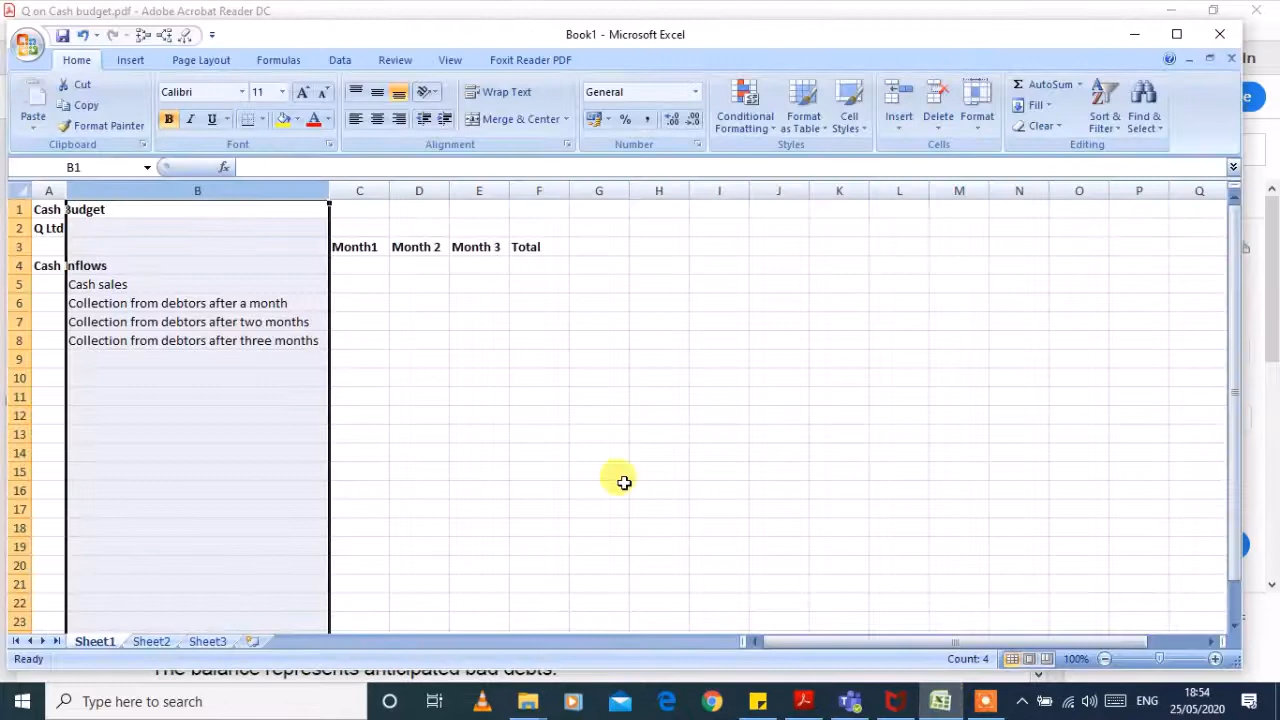 Q on Cash budget.pdf - Adobe Acrobat Reader DC
Book1 - Microsoft Excel
Home Insert Page Layout Formulas Data Review View Foxit Reader PDF
Paste
Cut
Copy
Format Painter
Clipboard
Calibri 11
B I U
Font
Wrap Text
Merge & Center
Alignment
General
%
Number
Conditional Formatting
Format as Table
Cell Styles
Styles
Insert Delete Format
Cells
AutoSum
Fill
Clear
Sort & Filter
Find & Select
Editing
In
e
B1 fx
A B C D E F G H I J K L M N O P Q
1 Cash Budget
2 Q Ltd
3 Month1 Month 2 Month 3 Total
4 Cash inflows
5 Cash sales
6 Collection from debtors after a month
7 Collection from debtors after two months
8 Collection from debtors after three months
9
10
11
12
13
14
15
16
17
18
19
20
21
22
23
Sheet1 Sheet2 Sheet3
Ready Count: 4 100%
The balance represents anticipated bad debts.
Type here to search
ENG
18:54
25/05/2020